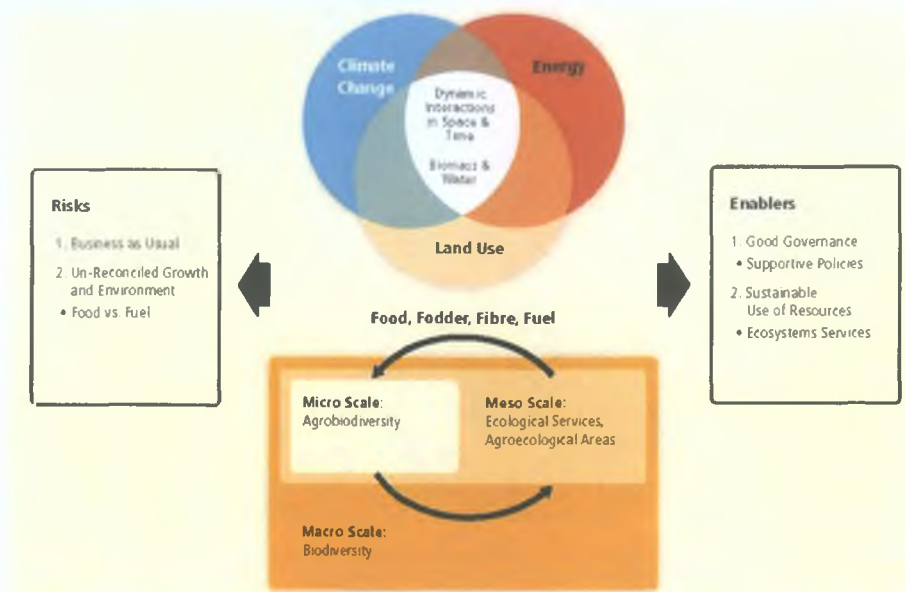 Climate
Change
Energy
Dynamic
Interactions
in Space &
Time
Biomass &
Water
Land Use
Risks
1. Business as Usual
2. Un-Reconciled Growth
and Environment
• Food vs. Fuel
Enablers
1. Good Governance
• Supportive Policies
2. Sustainable
Use of Resources
• Ecosystems Services
Food, Fodder, Fibre, Fuel
Micro Scale:
Agrobiodiversity
Meso Scale:
Ecological Services,
Agroecological Areas
Macro Scale:
Biodiversity